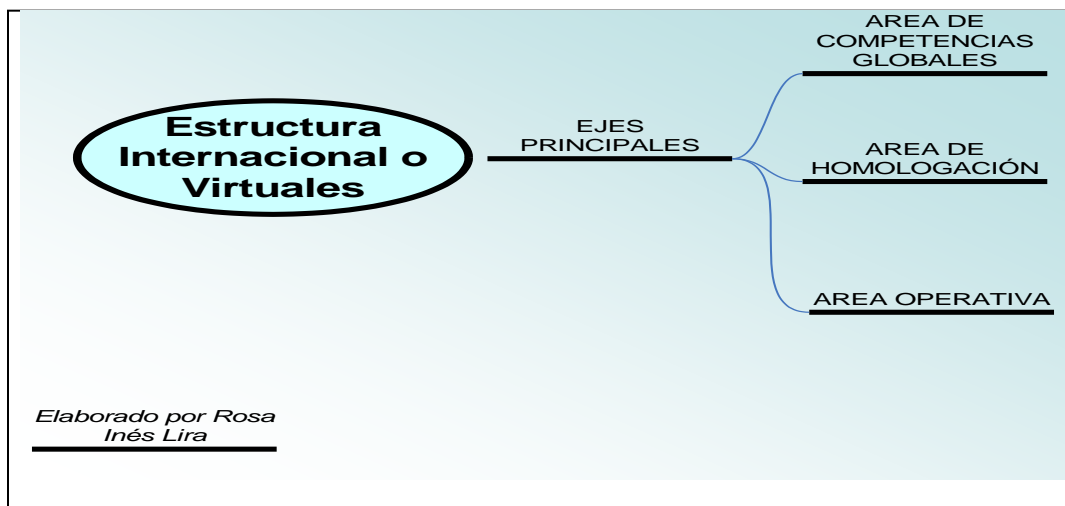 Estructura
Internacional o
Virtuales
EJES
PRINCIPALES
AREA DE
COMPETENCIAS
GLOBALES
AREA DE
HOMOLOGACIÓN
AREA OPERATIVA
Elaborado por Rosa
Inés Lira